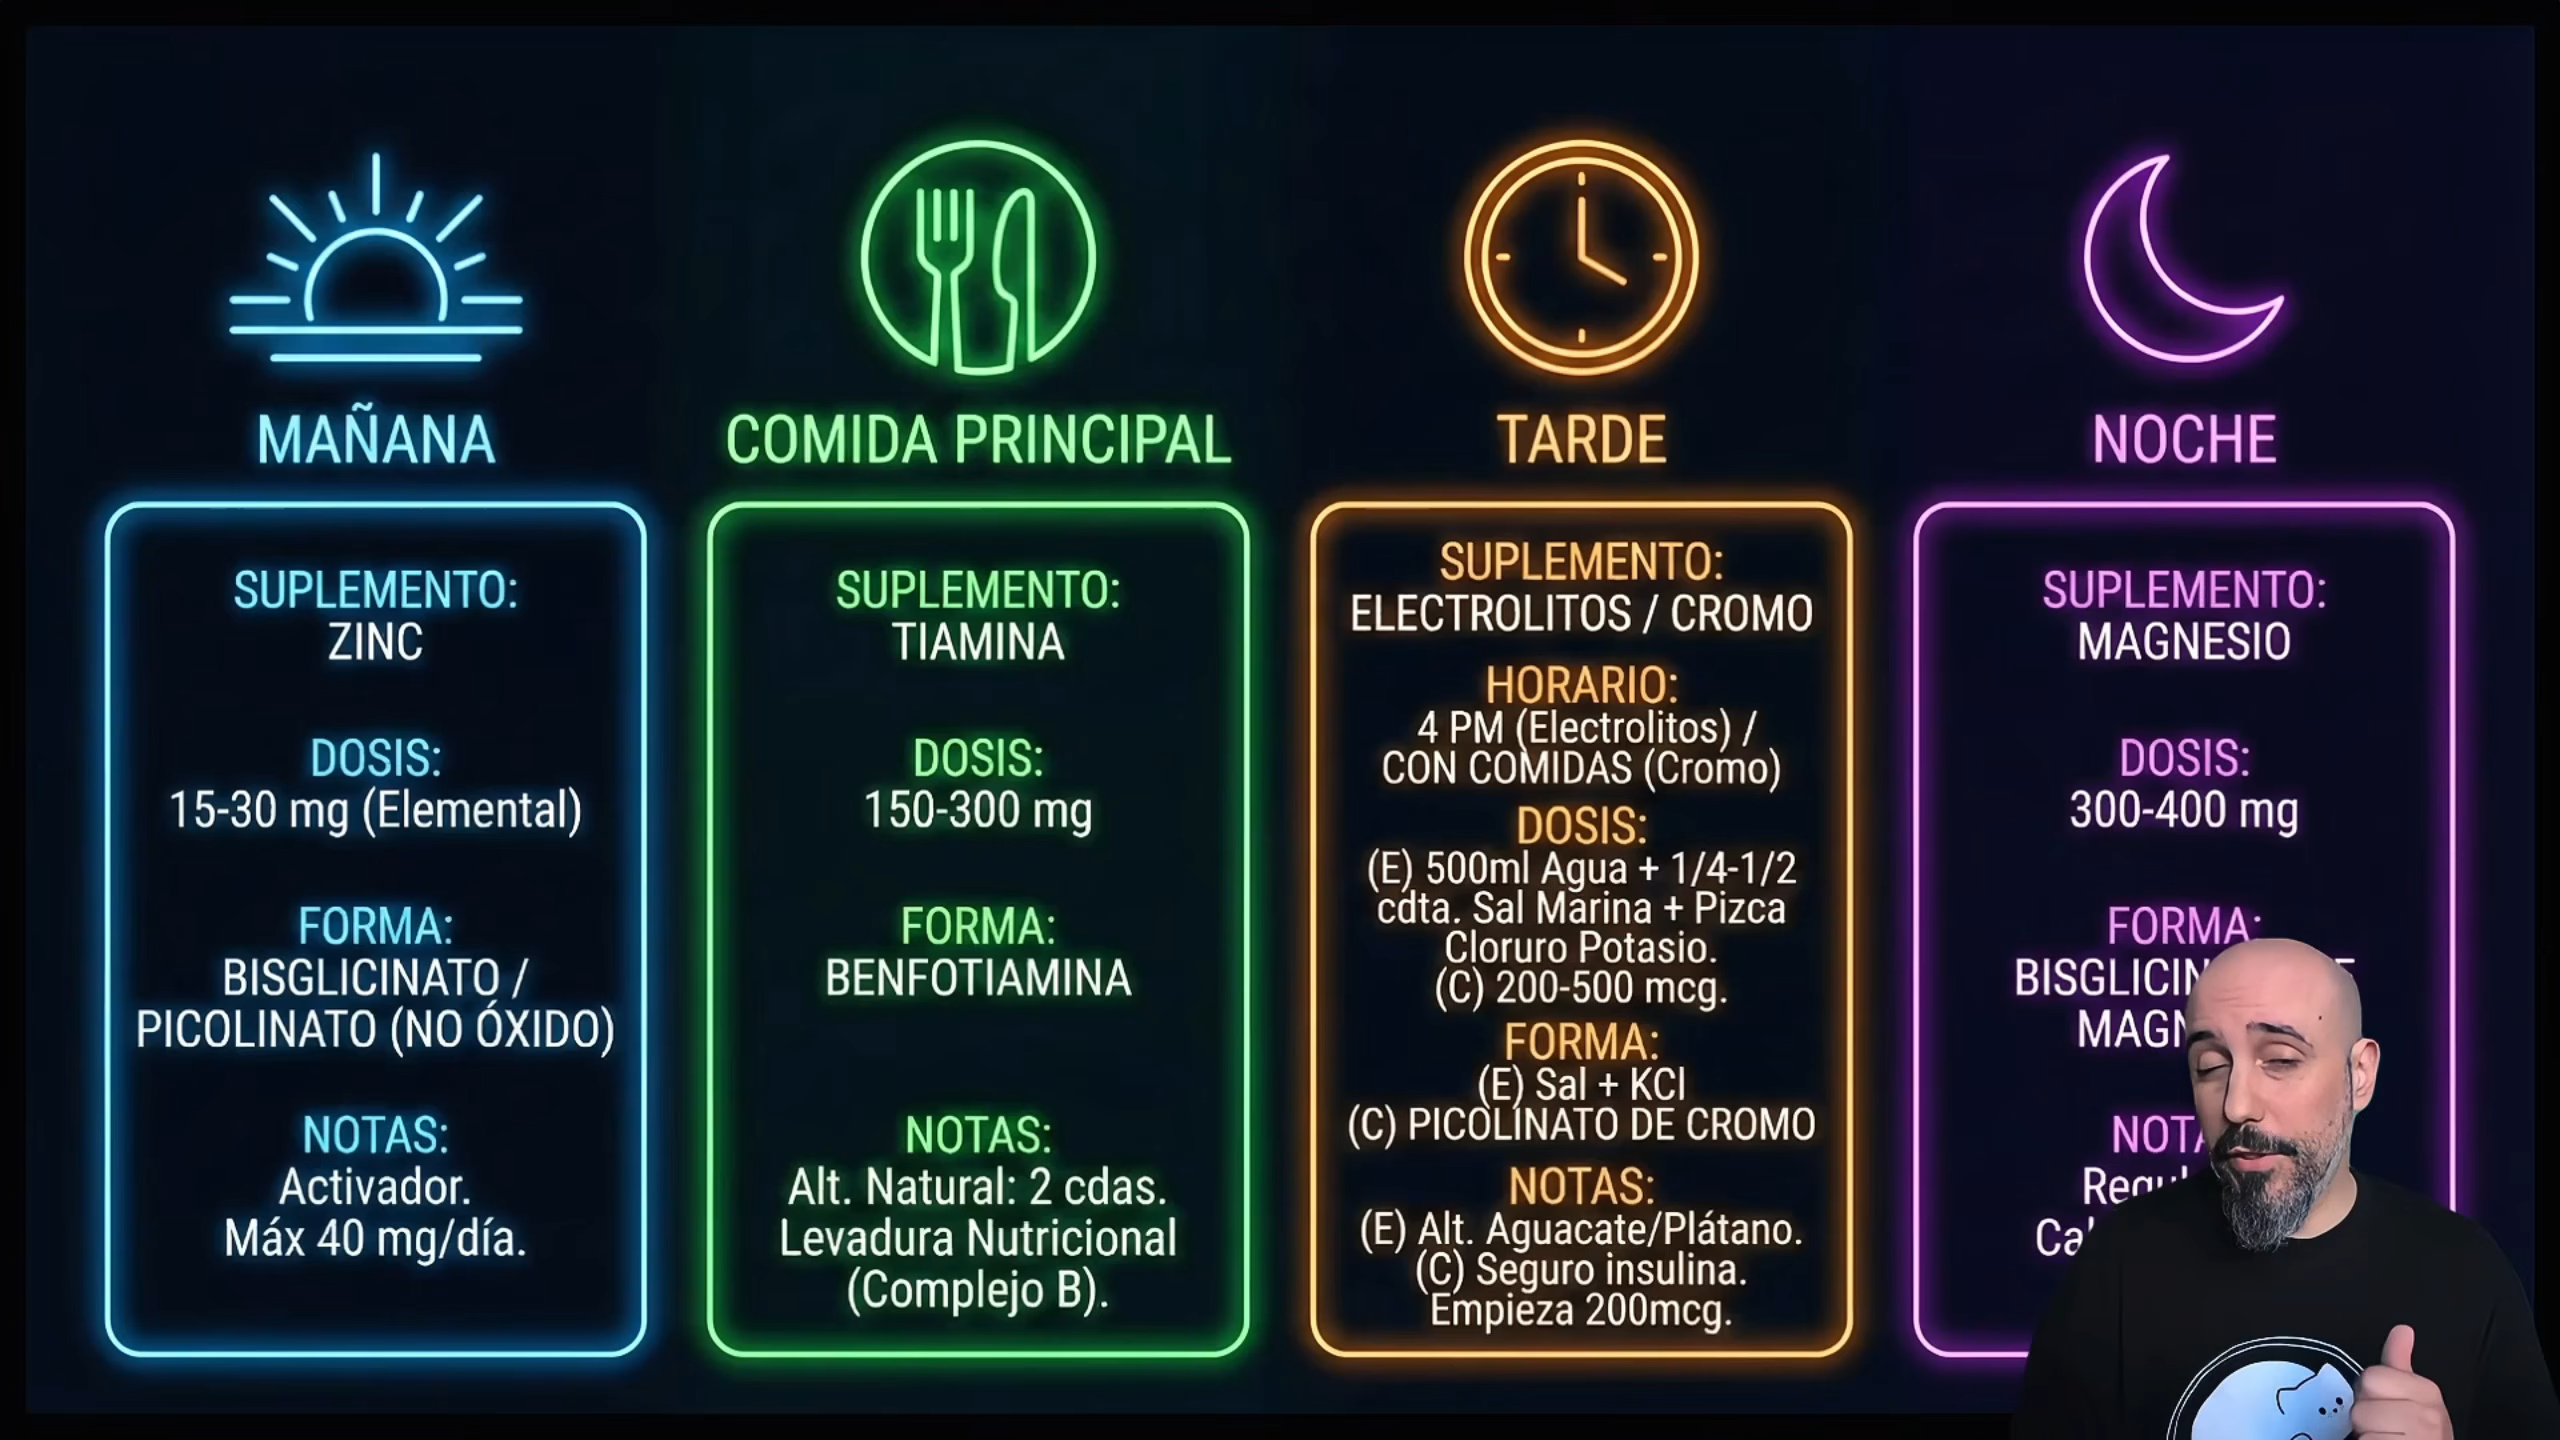 MAÑANA
SUPLEMENTO:
ZINC
DOSIS:
15-30 mg (Elemental)
FORMA:
BISGLICINATO /
PICOLINATO (NO ÓXIDO)
NOTAS:
Activador.
Máx 40 mg/día.
COMIDA PRINCIPAL
SUPLEMENTO:
TIAMINA
DOSIS:
150-300 mg
FORMA:
BENFOTIAMINA
NOTAS:
Alt. Natural: 2 cdas.
Levadura Nutricional
(Complejo B).
TARDE
SUPLEMENTO:
ELECTROLITOS / CROMO
HORARIO:
4 PM (Electrolitos) /
CON COMIDAS (Cromo)
DOSIS:
(E) 500ml Agua + 1/4-1/2
cdta. Sal Marina + Pizca
Cloruro Potasio.
(C) 200-500 mcg.
FORMA:
(E) Sal + KCl
(C) PICOLINATO DE CROMO
NOTAS:
(E) Alt. Aguacate/Plátano.
(C) Seguro insulina.
Empieza 200mcg.
NOCHE
SUPLEMENTO:
MAGNESIO
DOSIS:
300-400 mg
FORMA: